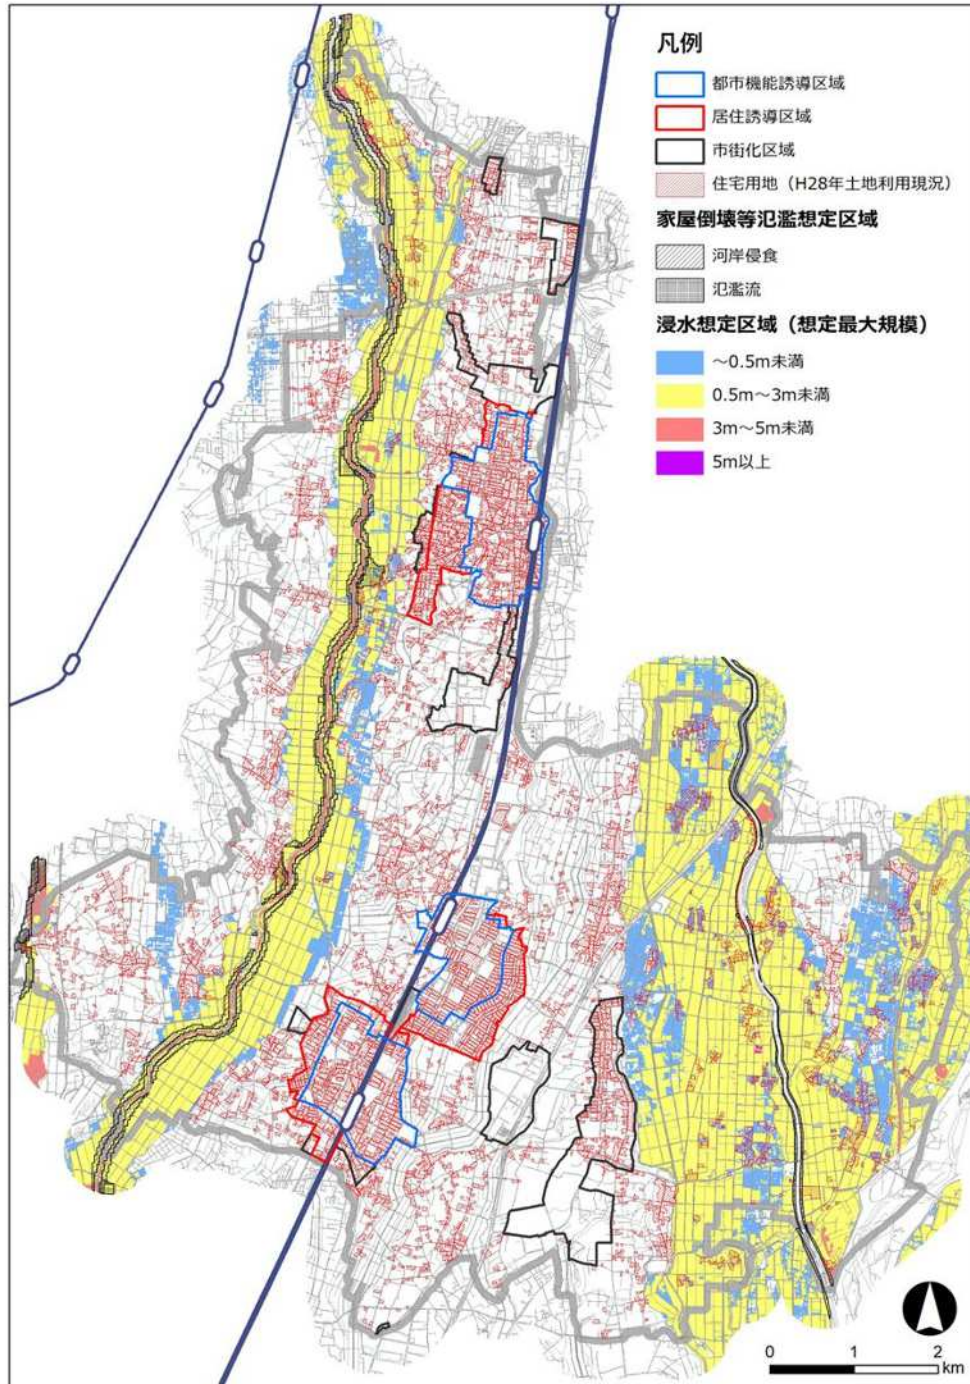 凡例
都市機能誘導区域
居住誘導区域
市街化区域
住宅用地（H28年土地利用現況）
家屋倒壊等氾濫想定区域
河岸侵食
氾濫流
浸水想定区域（想定最大規模）
～0.5m未満
0.5m～3m未満
3m～5m未満
5m以上
0 1 2
km